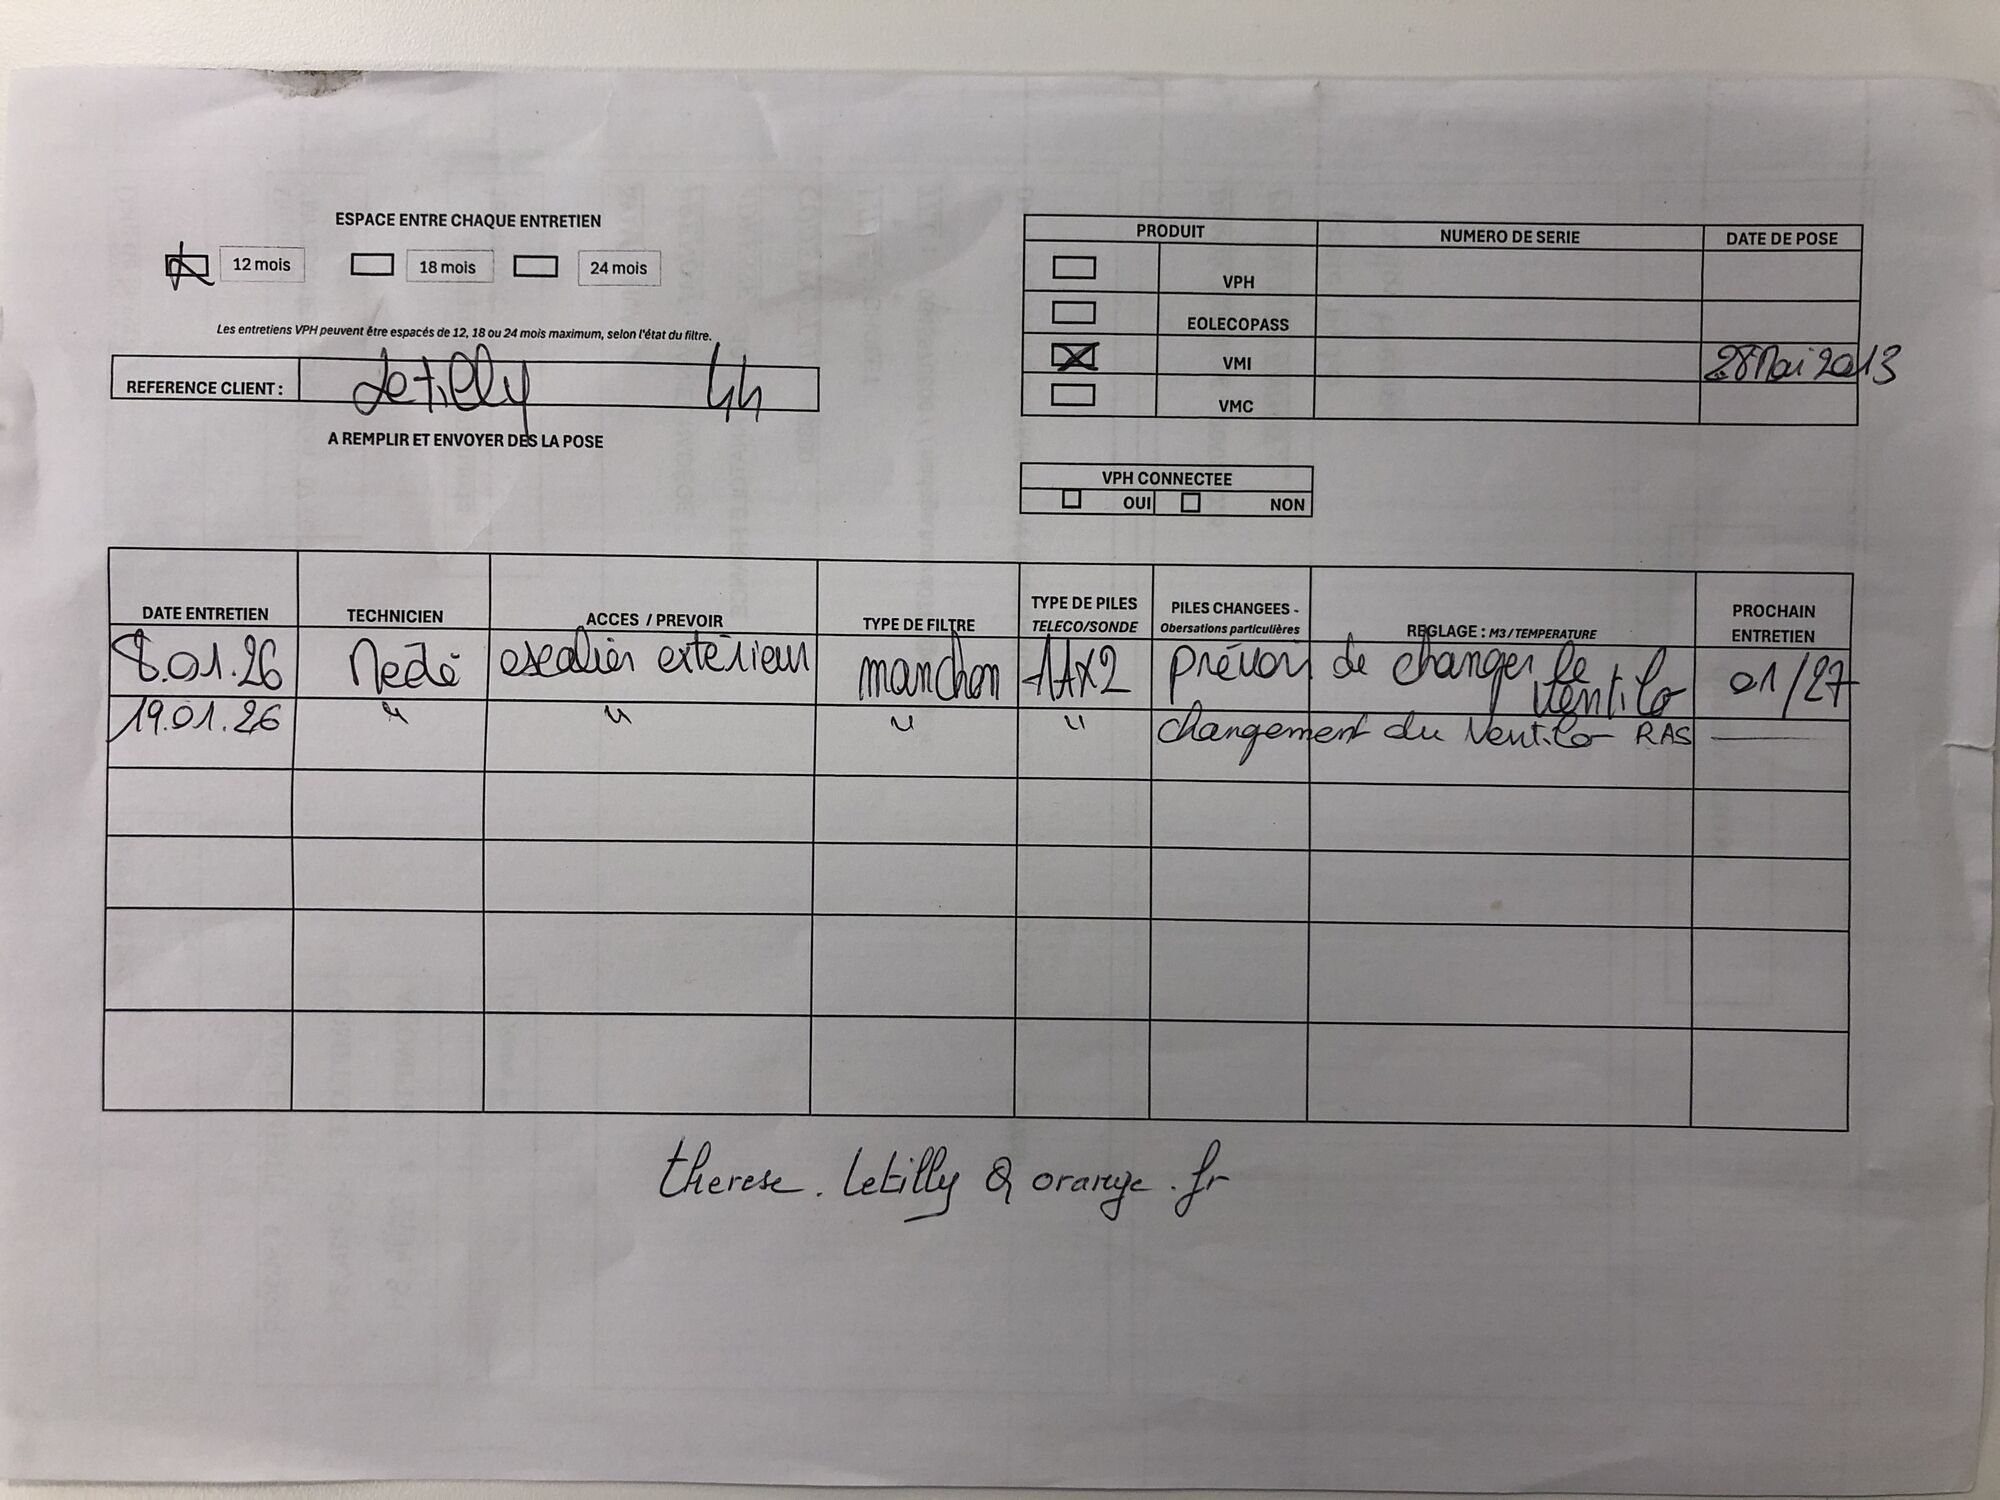 ESPACE ENTRE CHAQUE ENTRETIEN
12 mois 18 mois 24 mois
Les entretiens VPH peuvent être espacés de 12, 18 ou 24 mois maximum, selon l'état du filtre.
REFERENCE CLIENT : Letilly 44
A REMPLIR ET ENVOYER DES LA POSE
PRODUIT NUMERO DE SERIE DATE DE POSE
VPH
EOLECOPASS
VMI 28 Mai 2013
VMC
VPH CONNECTEE
OUI NON
DATE ENTRETIEN TECHNICIEN ACCES / PREVOIR TYPE DE FILTRE TYPE DE PILES TELECO/SONDE PILES CHANGEES - Obersations particulières REGLAGE : M3 / TEMPERATURE PROCHAIN ENTRETIEN
8.01.26 escalier extérieur manchon Prévoir de changer le ventilo 01/27
19.01.26 " " " " changement du ventilo RAS —
therese.letilly@orange.fr